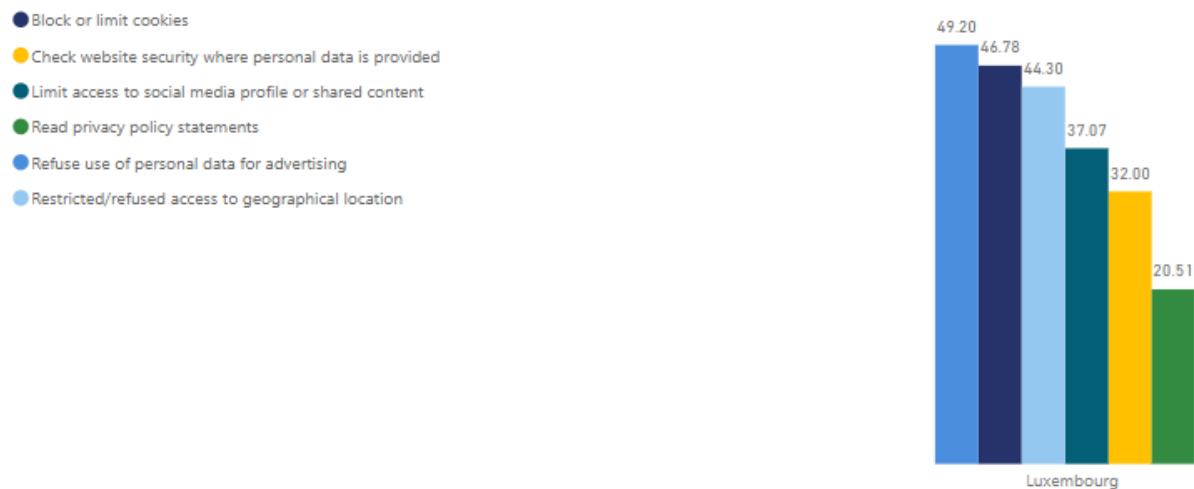 Block or limit cookies
Check website security where personal data is provided
Limit access to social media profile or shared content
Read privacy policy statements
Refuse use of personal data for advertising
Restricted/refused access to geographical location
49.20
46.78
44.30
37.07
32.00
20.51
Luxembourg